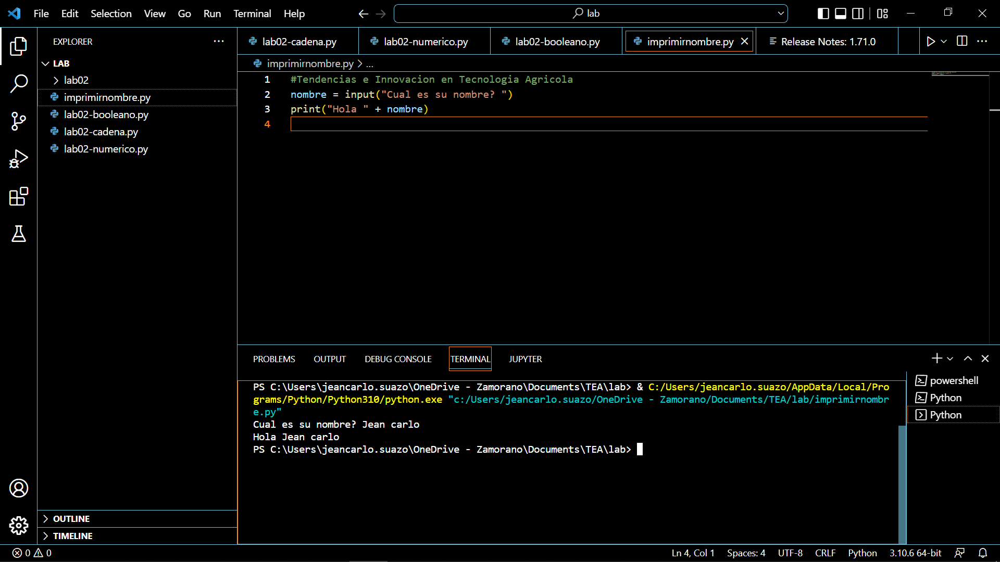 File Edit Selection View Go Run Terminal Help
lab
EXPLORER
LAB
lab02
imprimirnombre.py
lab02-booleano.py
lab02-cadena.py
lab02-numerico.py
OUTLINE
TIMELINE
lab02-cadena.py lab02-numerico.py lab02-booleano.py imprimirnombre.py Release Notes: 1.71.0
imprimirnombre.py > ...
1 #Tendencias e Innovacion en Tecnologia Agricola
2 nombre = input("Cual es su nombre? ")
3 print("Hola " + nombre)
4
PROBLEMS OUTPUT DEBUG CONSOLE TERMINAL JUPYTER
PS C:\Users\jeancarlo.suazo\OneDrive - Zamorano\Documents\TEA\lab> & C:/Users/jeancarlo.suazo/AppData/Local/Pro
grams/Python/Python310/python.exe "c:/Users/jeancarlo.suazo/OneDrive - Zamorano/Documents/TEA/lab/imprimirnombr
e.py"
Cual es su nombre? Jean carlo
Hola Jean carlo
PS C:\Users\jeancarlo.suazo\OneDrive - Zamorano\Documents\TEA\lab>
powershell
Python
Python
0 0
Ln 4, Col 1 Spaces: 4 UTF-8 CRLF Python 3.10.6 64-bit